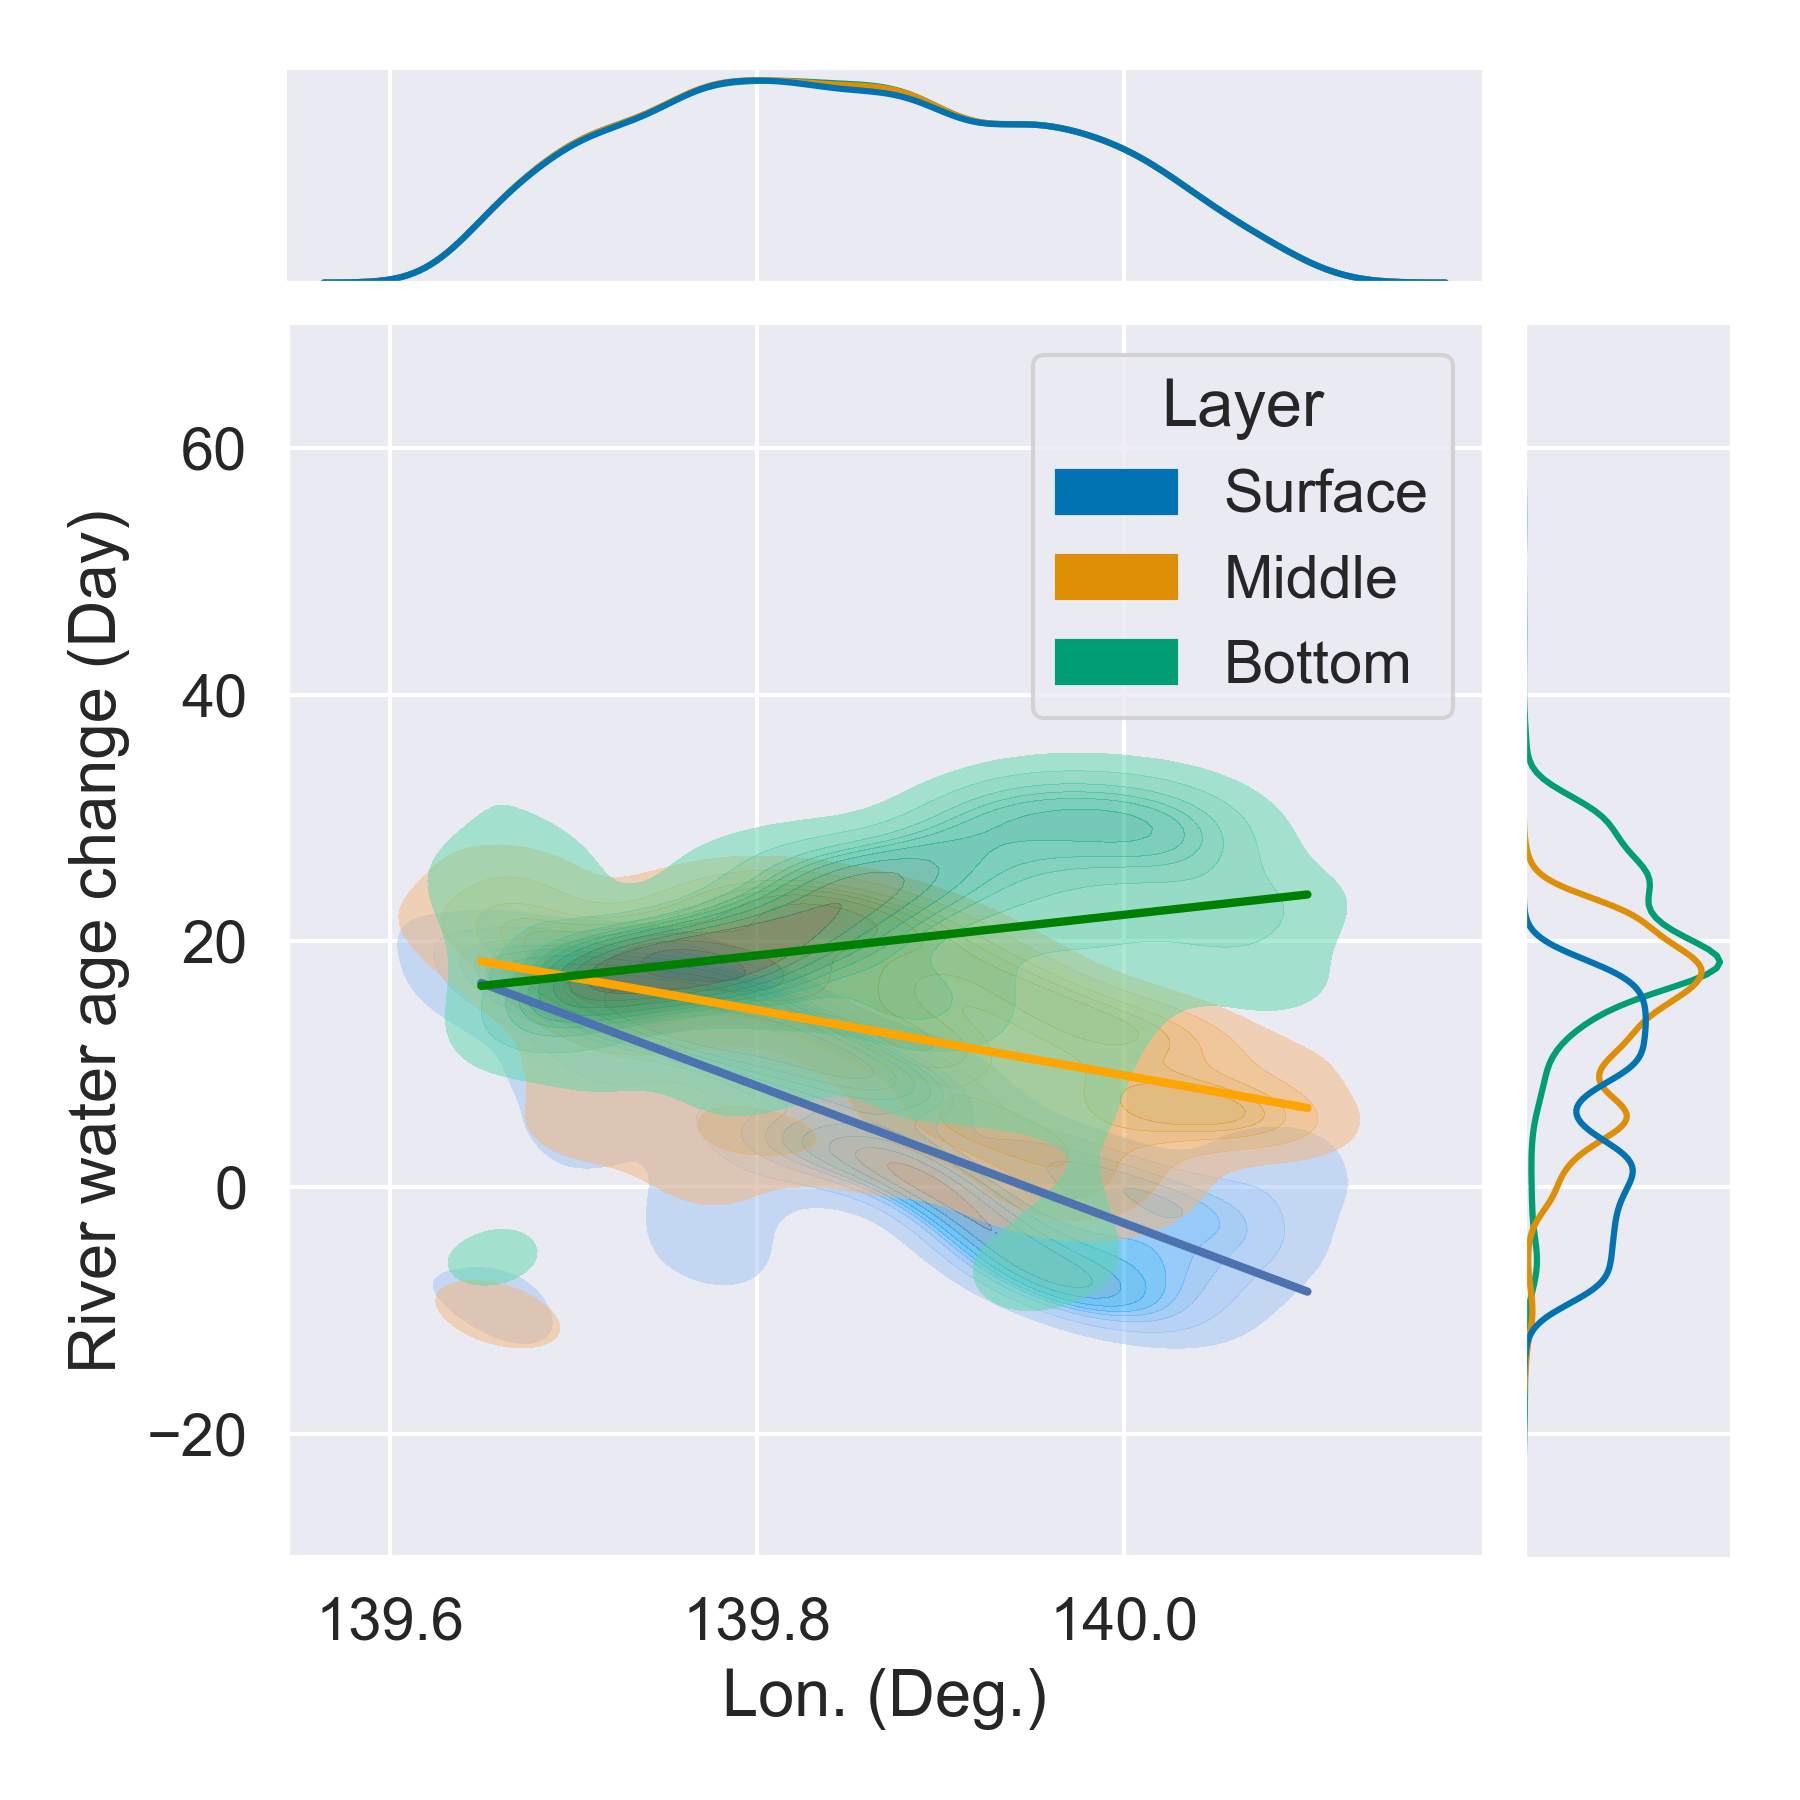 Layer
Surface
Middle
Bottom
River water age change (Day)
60
40
20
0
−20
139.6
139.8
140.0
Lon. (Deg.)